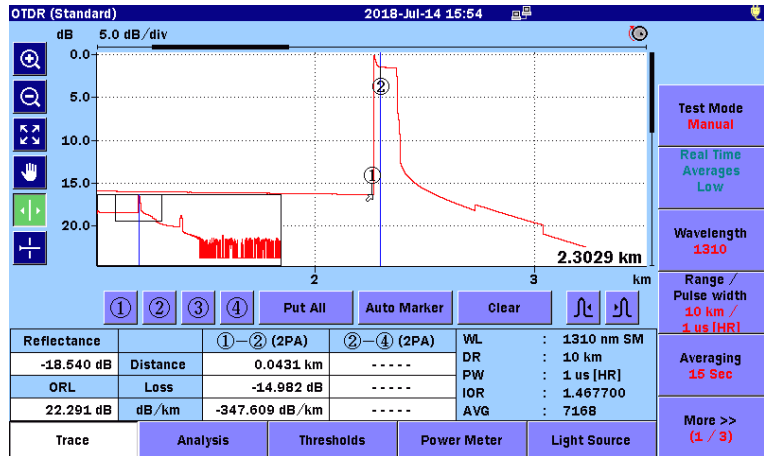 OTDR (Standard) 2018-Jul-14 15:54
dB 5.0 dB/div
0.0
5.0
10.0
15.0
20.0
②
①
2.3029 km
2 3 km
Test Mode
Manual
Real Time
Averages
Low
Wavelength
1310
Range /
Pulse width
10 km /
1 us [HR]
Averaging
15 Sec
More >>
(1 / 3)
① ② ③ ④ Put All Auto Marker Clear
Reflectance ①—② (2PA) ②—④ (2PA) WL : 1310 nm SM
-18.540 dB Distance 0.0431 km - - - - - DR : 10 km
ORL Loss -14.982 dB - - - - - PW : 1 us [HR]
22.291 dB dB/km -347.609 dB/km - - - - - IOR : 1.467700
AVG : 7168
Trace Analysis Thresholds Power Meter Light Source